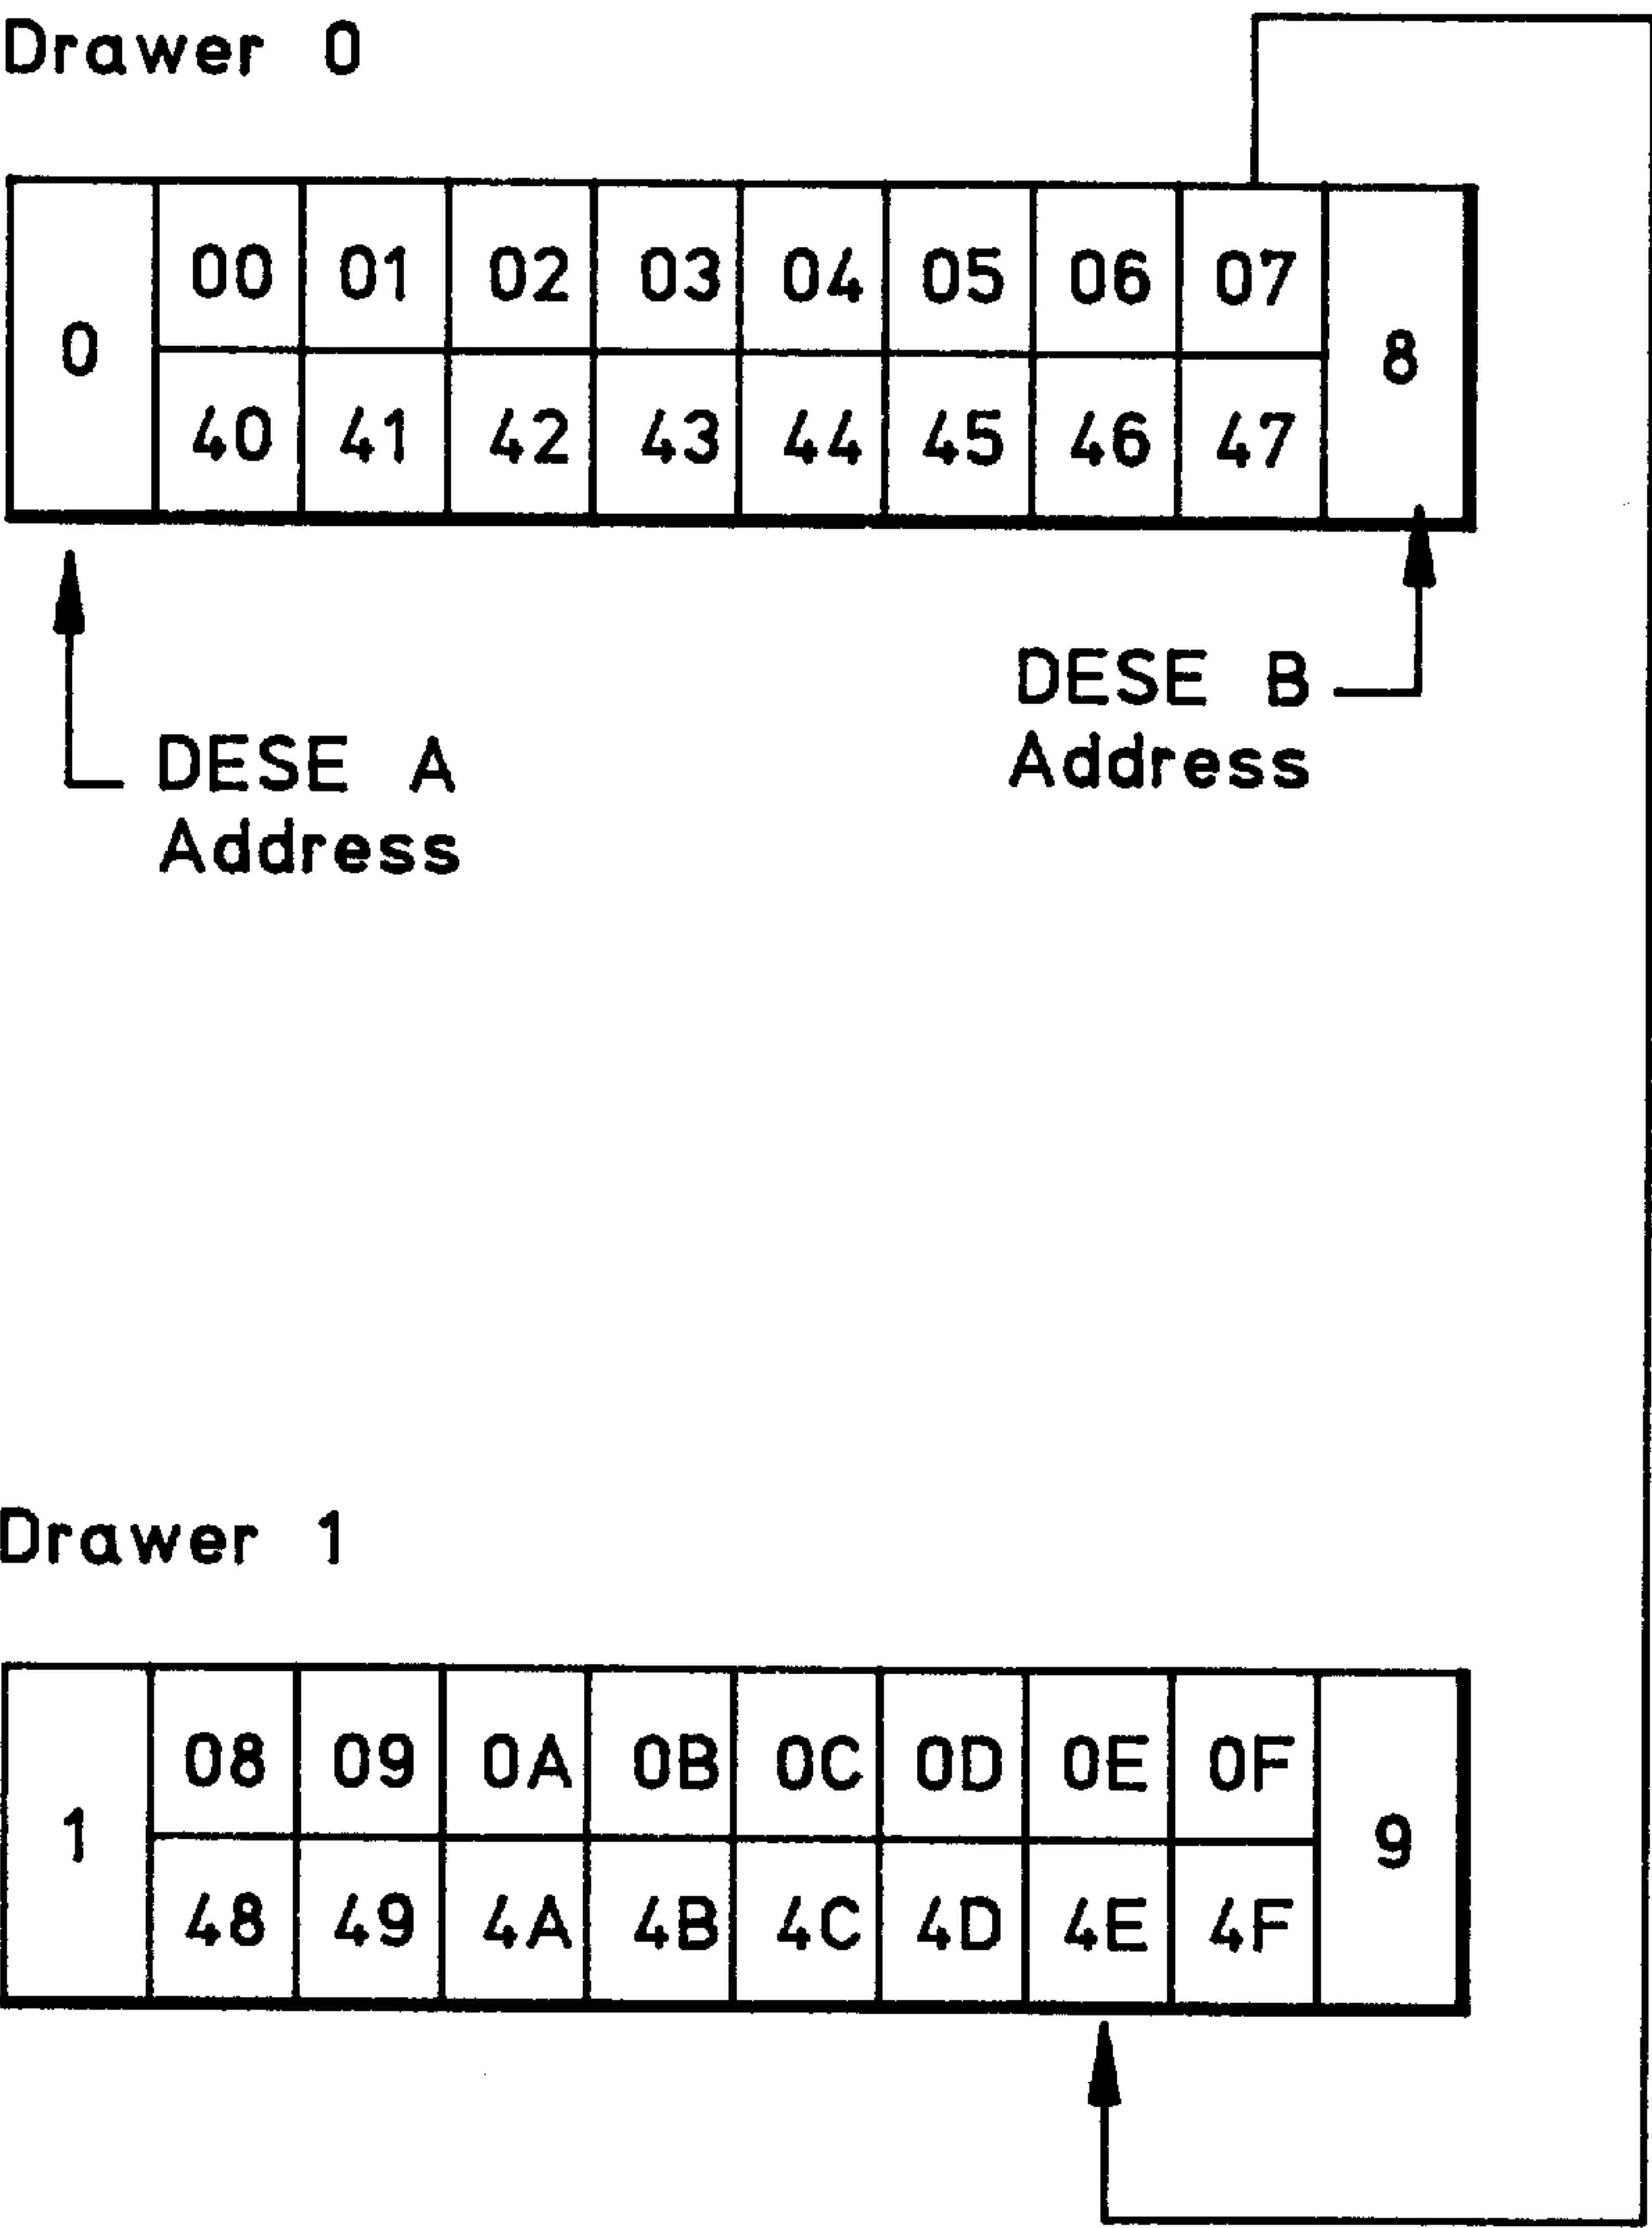 Drawer 0
00 01 02 03 04 05 06 07
0 8
40 41 42 43 44 45 46 47
DESE B
Address
DESE A
Address
Drawer 1
08 09 0A 0B 0C 0D 0E 0F
1 9
48 49 4A 4B 4C 4D 4E 4F